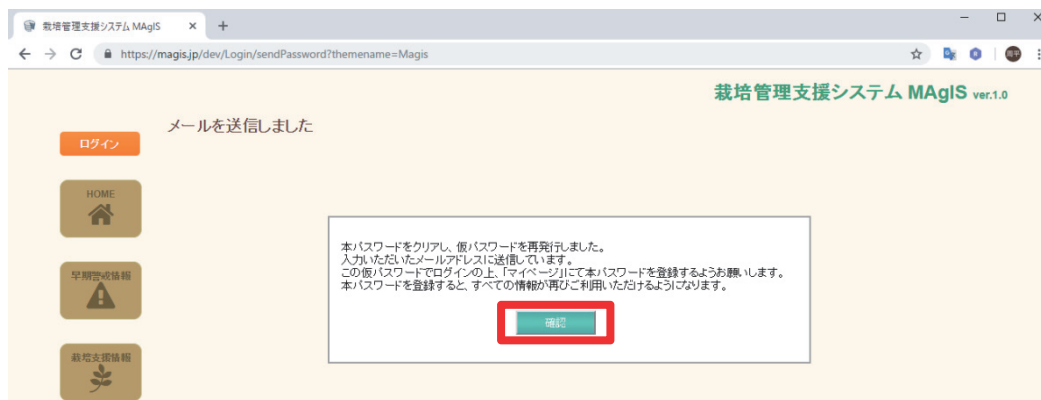 栽培管理支援システム MAgIS
https://magis.jp/dev/Login/sendPassword?themename=Magis
栽培管理支援システム MAgIS ver.1.0
メールを送信しました
ログイン
HOME
早期警戒情報
栽培支援情報
本パスワードをクリアし、仮パスワードを再発行しました。
入力いただいたメールアドレスに送信しています。
この仮パスワードでログインの上、「マイページ」にて本パスワードを登録するようお願いします。
本パスワードを登録すると、すべての情報が再びご利用いただけるようになります。
確認